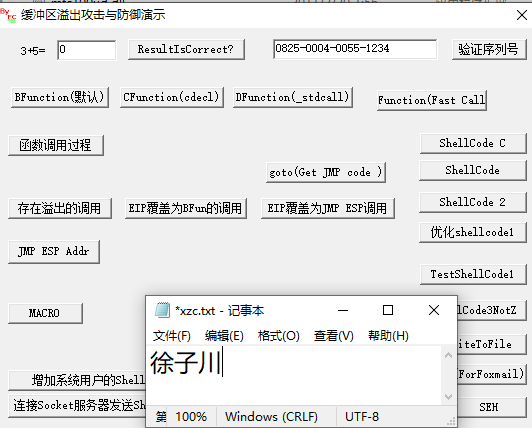 缓冲区溢出攻击与防御演示
3+5= 0 ResultIsCorrect? 0825-0004-0055-1234 验证序列号
BFunction(默认) CFunction(cdecl) DFunction(_stdcall) Function(Fast Call
函数调用过程 ShellCode C
goto(Get JMP code ) ShellCode
存在溢出的调用 EIP覆盖为BFun的调用 EIP覆盖为JMP ESP调用 ShellCode 2
优化shellcode1
JMP ESP Addr
TestShellCode1
*xzc.txt - 记事本
MACRO lCode3NotZ
文件(F) 编辑(E) 格式(O) 查看(V) 帮助(H)
iteToFile
徐子川
增加系统用户的Shell ForFoxmail)
连接Socket服务器发送Sh SEH
第 100% Windows (CRLF) UTF-8